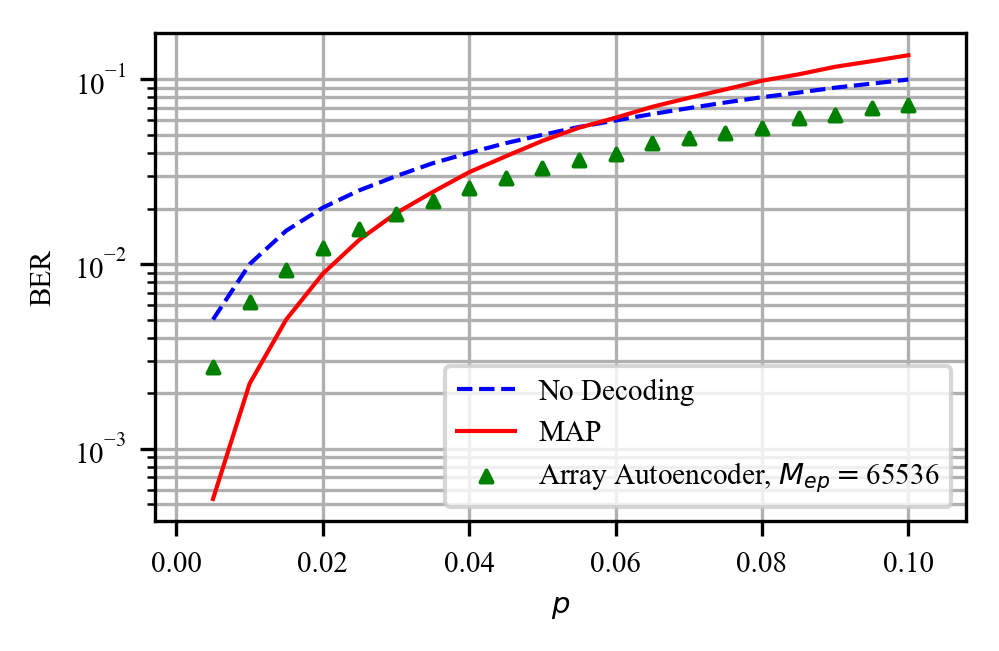 10⁻¹
10⁻²
10⁻³
BER
No Decoding
MAP
Array Autoencoder, Mₑₚ = 65536
0.00 0.02 0.04 0.06 0.08 0.10
p